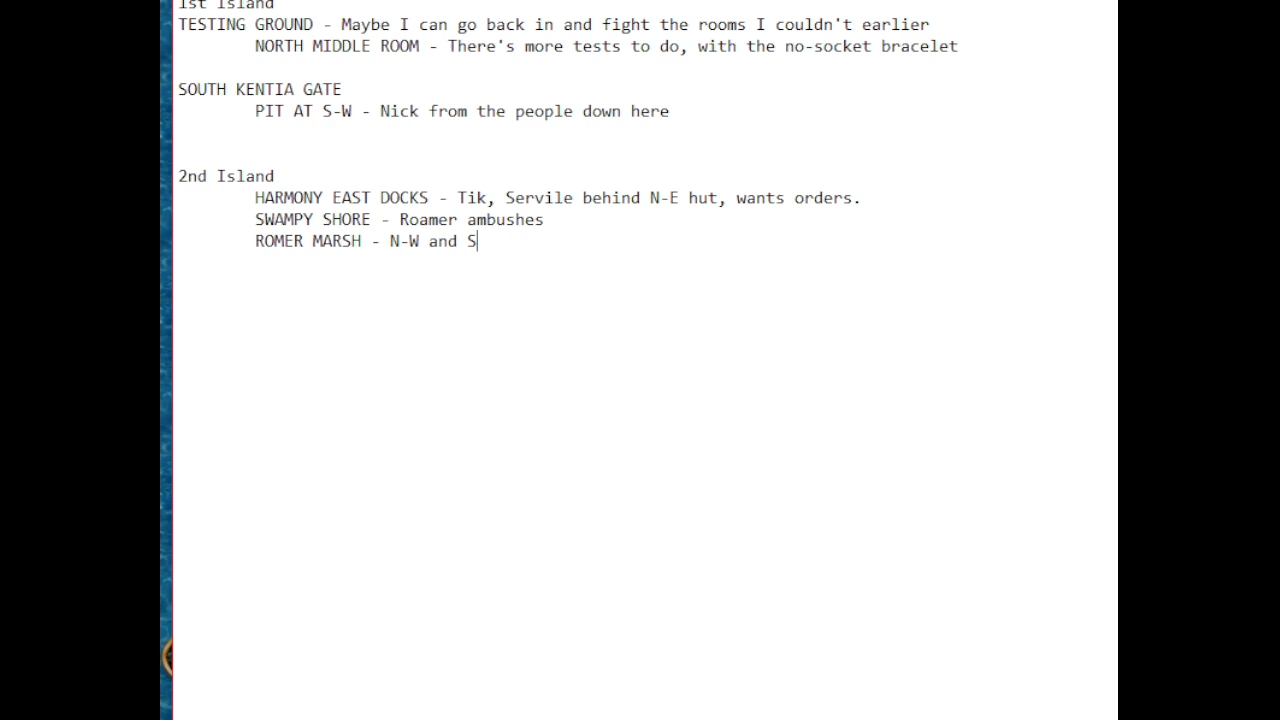 1st Island
TESTING GROUND - Maybe I can go back in and fight the rooms I couldn't earlier
NORTH MIDDLE ROOM - There's more tests to do, with the no-socket bracelet
SOUTH KENTIA GATE
PIT AT S-W - Nick from the people down here
2nd Island
HARMONY EAST DOCKS - Tik, Servile behind N-E hut, wants orders.
SWAMPY SHORE - Roamer ambushes
ROMER MARSH - N-W and S